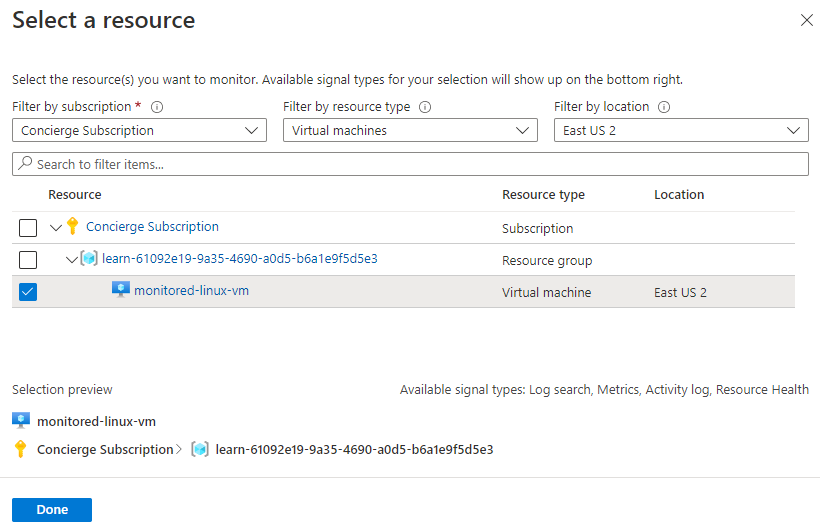 Select a resource
Select the resource(s) you want to monitor. Available signal types for your selection will show up on the bottom right.
Filter by subscription * Filter by resource type Filter by location
Concierge Subscription Virtual machines East US 2
Search to filter items...
Resource Resource type Location
Concierge Subscription Subscription
learn-61092e19-9a35-4690-a0d5-b6a1e9f5d5e3 Resource group
monitored-linux-vm Virtual machine East US 2
Selection preview Available signal types: Log search, Metrics, Activity log, Resource Health
monitored-linux-vm
Concierge Subscription > learn-61092e19-9a35-4690-a0d5-b6a1e9f5d5e3
Done